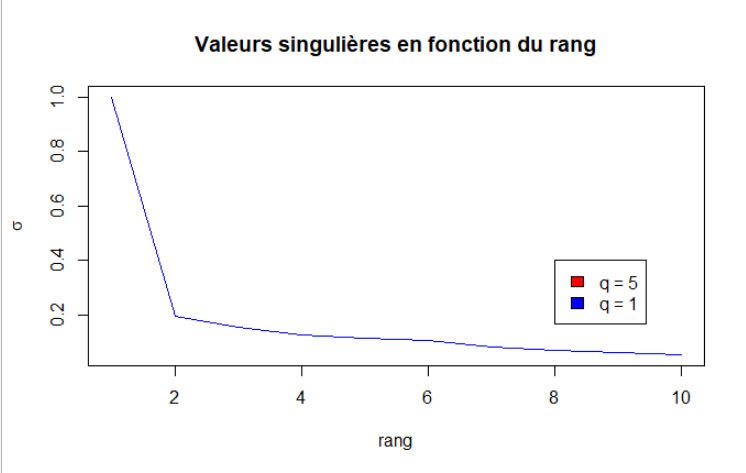 Valeurs singulières en fonction du rang
1.0
0.8
0.6
0.4
0.2
σ
q = 5
q = 1
2 4 6 8 10
rang